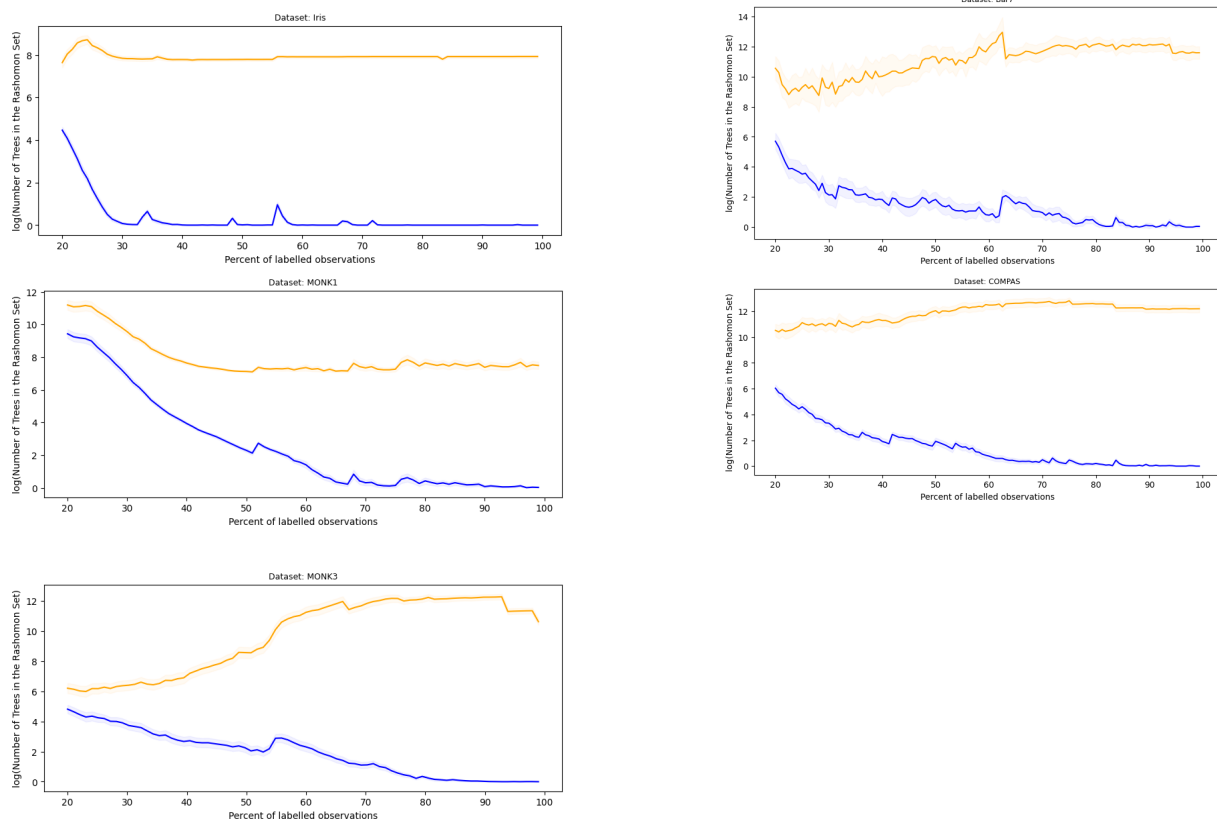 Dataset: Iris
log(Number of Trees in the Rashomon Set)
8
6
4
2
0
20 30 40 50 60 70 80 90 100
Percent of labelled observations
log(Number of Trees in the Rashomon Set)
14
12
10
8
6
4
2
0
20 30 40 50 60 70 80 90 100
Percent of labelled observations
Dataset: MONK1
log(Number of Trees in the Rashomon Set)
12
10
8
6
4
2
0
20 30 40 50 60 70 80 90 100
Percent of labelled observations
Dataset: COMPAS
log(Number of Trees in the Rashomon Set)
12
10
8
6
4
2
0
20 30 40 50 60 70 80 90 100
Percent of labelled observations
Dataset: MONK3
log(Number of Trees in the Rashomon Set)
12
10
8
6
4
2
0
20 30 40 50 60 70 80 90 100
Percent of labelled observations